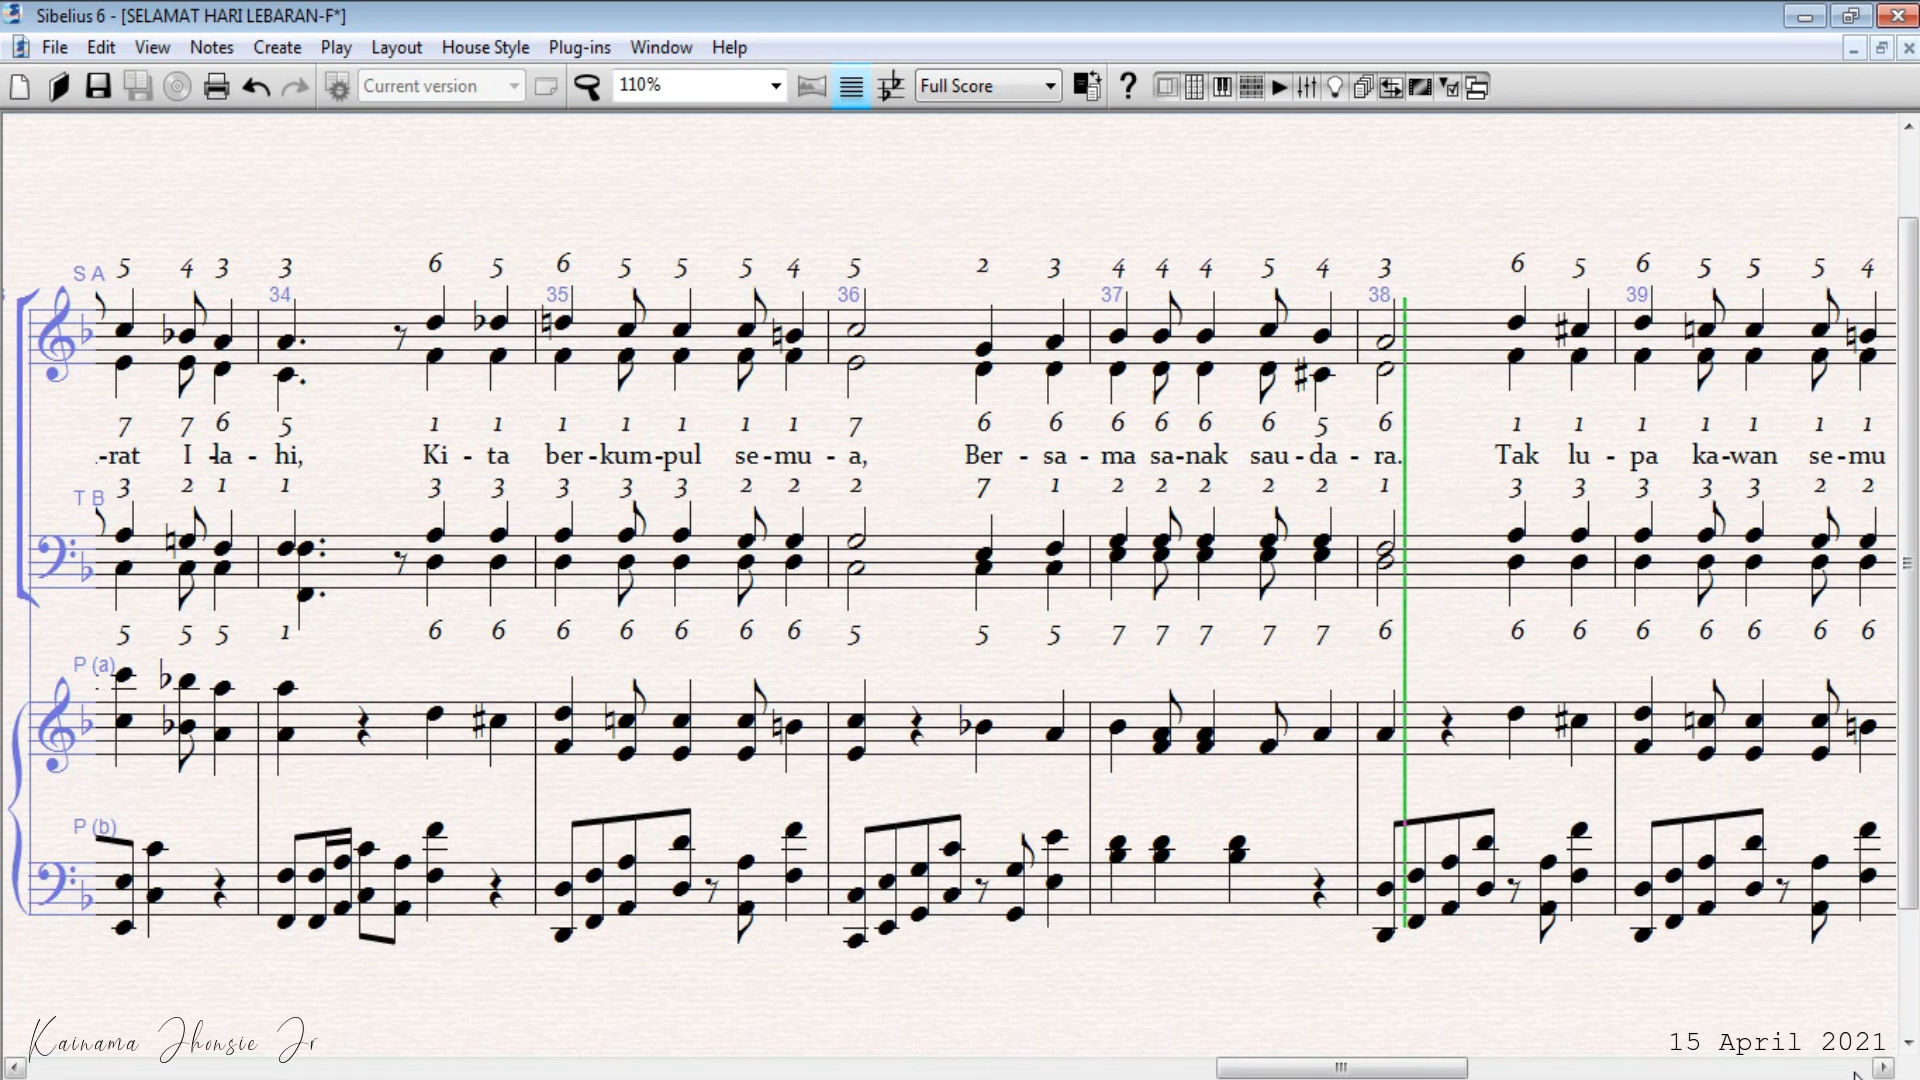 Sibelius 6 - [SELAMAT HARI LEBARAN-F*]
File Edit View Notes Create Play Layout House Style Plug-ins Window Help
Current version 110% Full Score
S A 5 4 3 3 6 5 6 5 5 5 4 5 2 3 4 4 4 5 4 3 6 5 6 5 5 5 4
34 35 36 37 38 39
7 7 6 5 1 1 1 1 1 1 1 7 6 6 6 6 6 6 5 6 1 1 1 1 1 1 1
-rat I - la - hi, Ki - ta ber - kum - pul se - mu - a, Ber - sa - ma sa - nak sau - da - ra. Tak lu - pa ka - wan se - mu
T B 3 2 1 1 3 3 3 3 3 2 2 2 7 1 2 2 2 2 2 1 3 3 3 3 3 2 2
5 5 5 1 6 6 6 6 6 6 6 5 5 5 7 7 7 7 7 6 6 6 6 6 6 6 6
P (a)
P (b)
Kainama Jhonsie Jr
15 April 2021